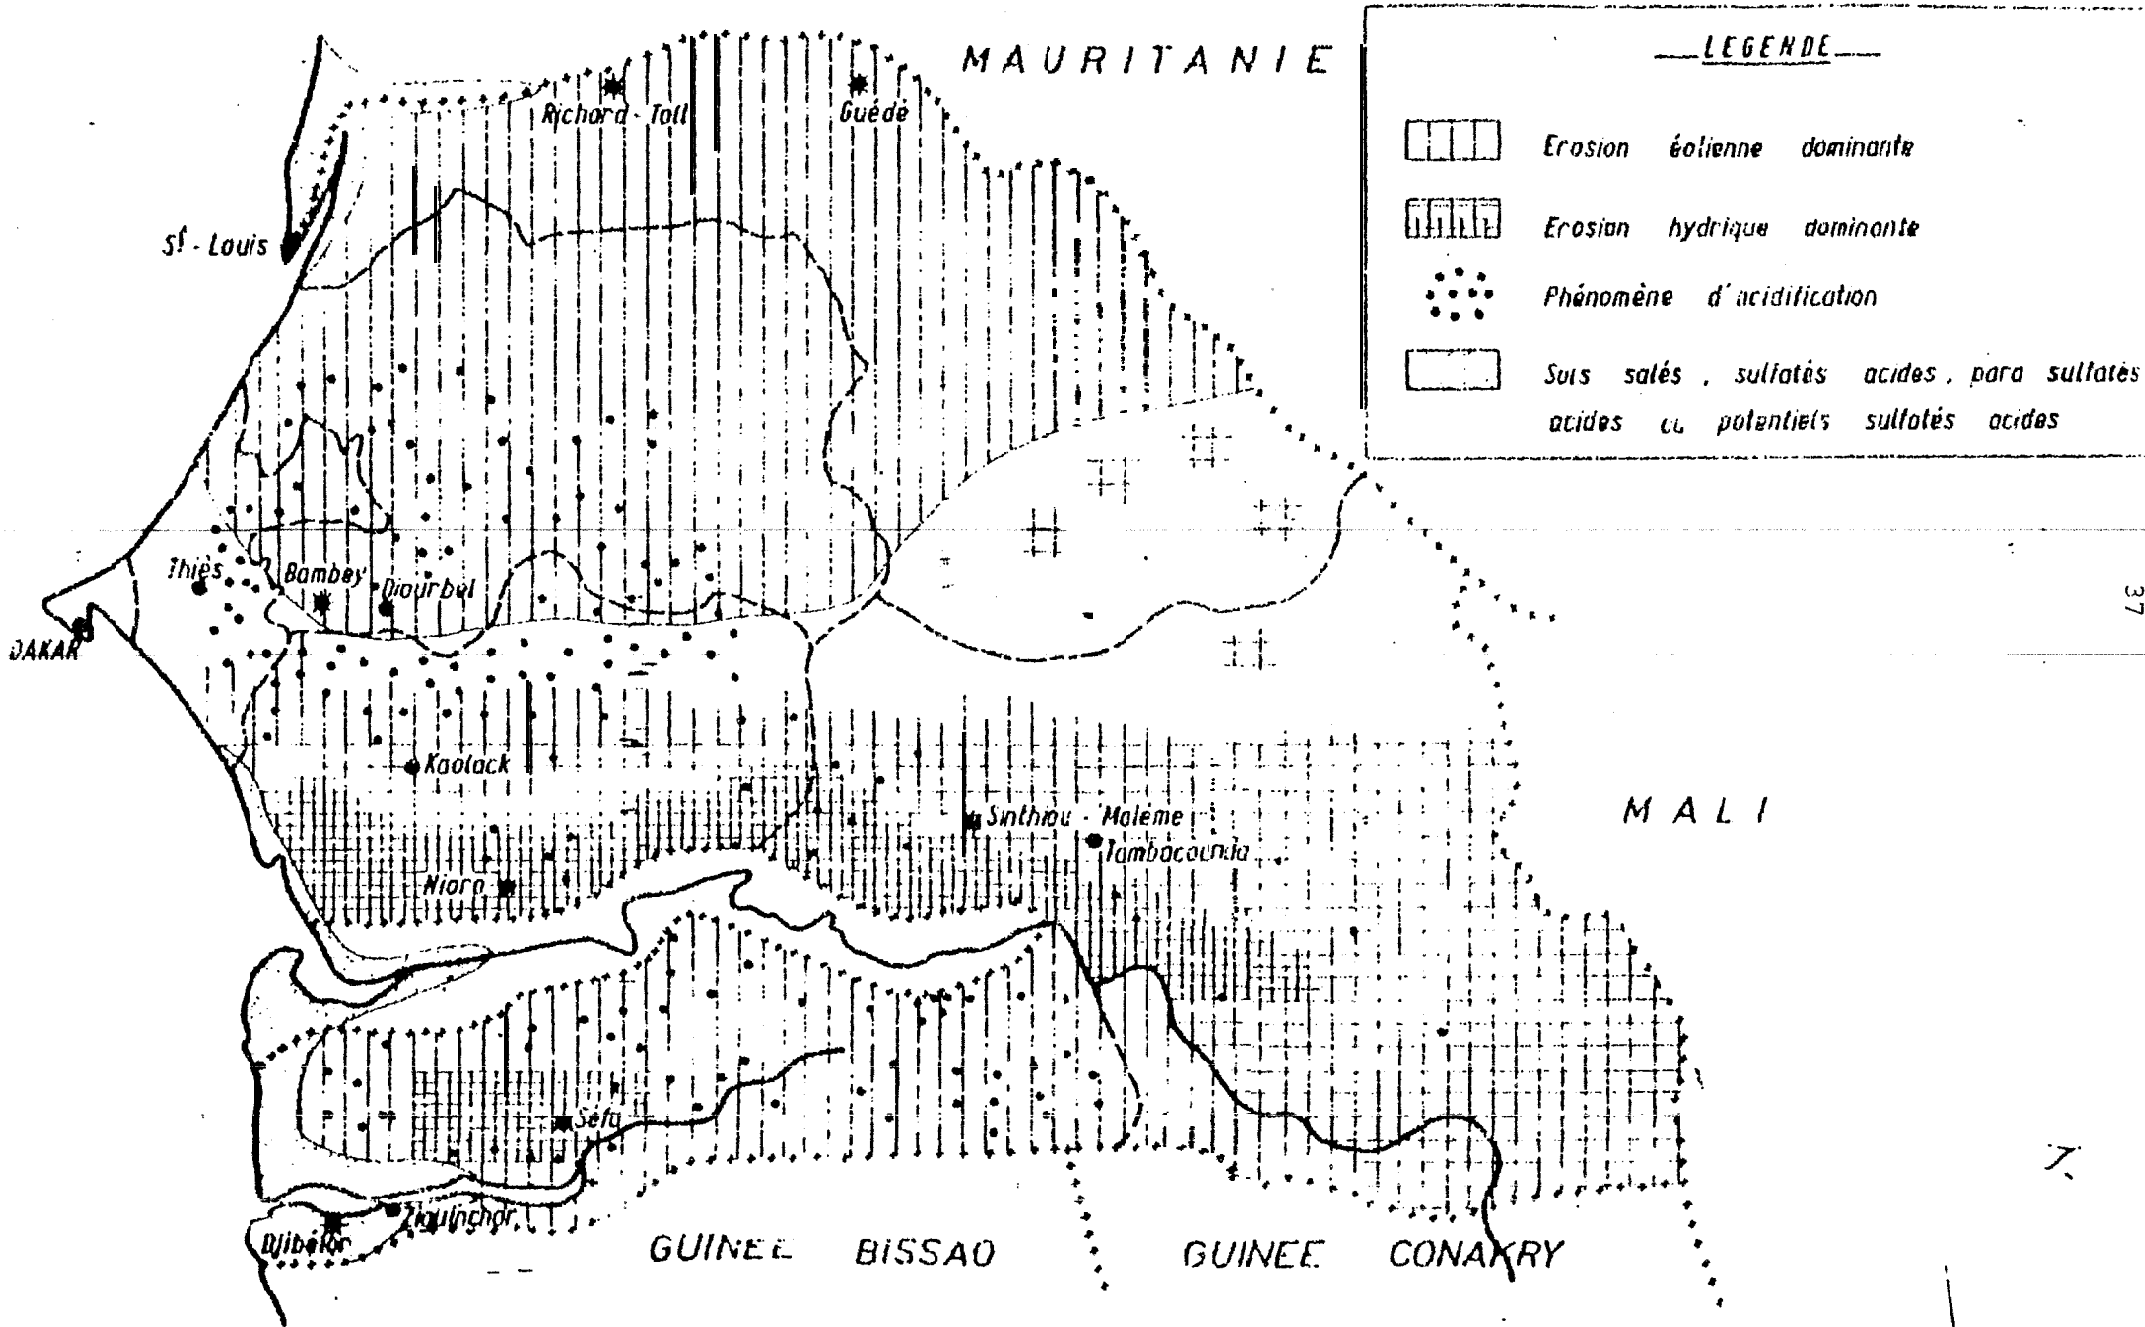 MAURITANIE
LEGENDE
Erosion éolienne dominante
Erosion hydrique dominante
Phénomène d'acidification
Sols salés, sulfatés acides, para sulfatés
acides ou potentiels sulfatés acides
Richard-Toll
Guédé
St-Louis
Thiès
Bambey
Diourbel
DAKAR
37
Kaolack
Sinthiou-Malème
Tambacounda
MALI
Nioro
Séfa
Ziguinchor
Djibélor
GUINEE BISSAO
GUINEE CONAKRY